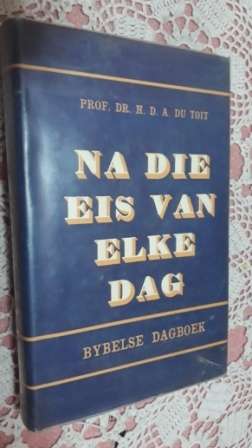 PROF. DR. H. D. A. DU TOIT
NA DIE
EIS VAN
ELKE
DAG
BYBELSE DAGBOEK